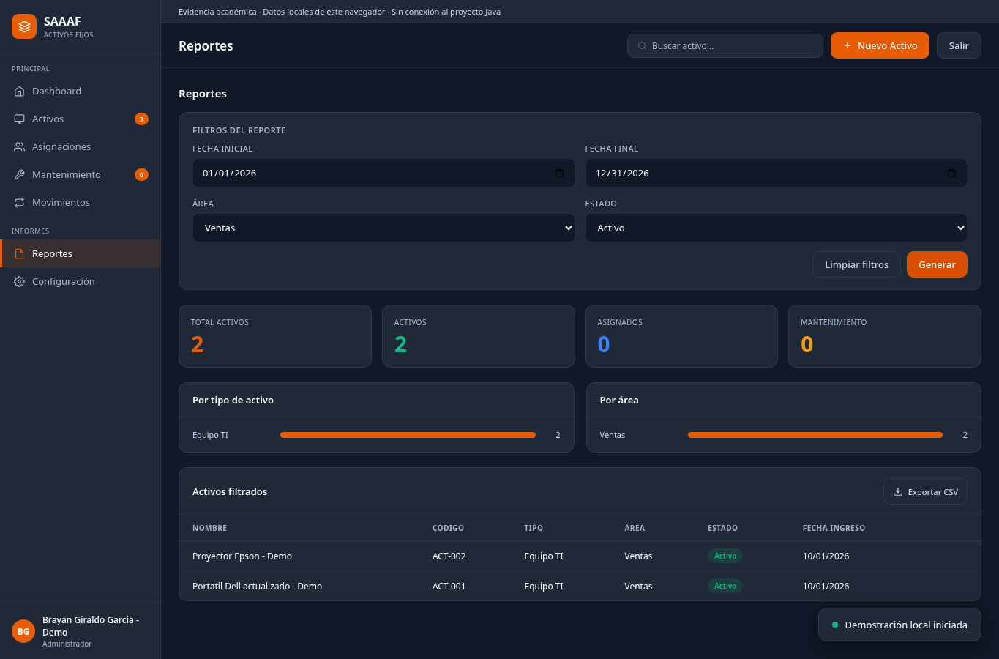 SAAAF
ACTIVOS FIJOS
PRINCIPAL
Dashboard
Activos 3
Asignaciones
Mantenimiento 0
Movimientos
INFORMES
Reportes
Configuración
BG
Brayan Giraldo Garcia -
Demo
Administrador
Evidencia académica · Datos locales de este navegador · Sin conexión al proyecto Java
Reportes
Buscar activo...
Nuevo Activo
Salir
Reportes
FILTROS DEL REPORTE
FECHA INICIAL FECHA FINAL
01/01/2026 12/31/2026
ÁREA ESTADO
Ventas Activo
Limpiar filtros Generar
TOTAL ACTIVOS ACTIVOS ASIGNADOS MANTENIMIENTO
2 2 0 0
Por tipo de activo Por área
Equipo TI 2 Ventas 2
Activos filtrados Exportar CSV
NOMBRE CÓDIGO TIPO ÁREA ESTADO FECHA INGRESO
Proyector Epson - Demo ACT-002 Equipo TI Ventas Activo 10/01/2026
Portatil Dell actualizado - Demo ACT-001 Equipo TI Ventas Activo 10/01/2026
Demostración local iniciada